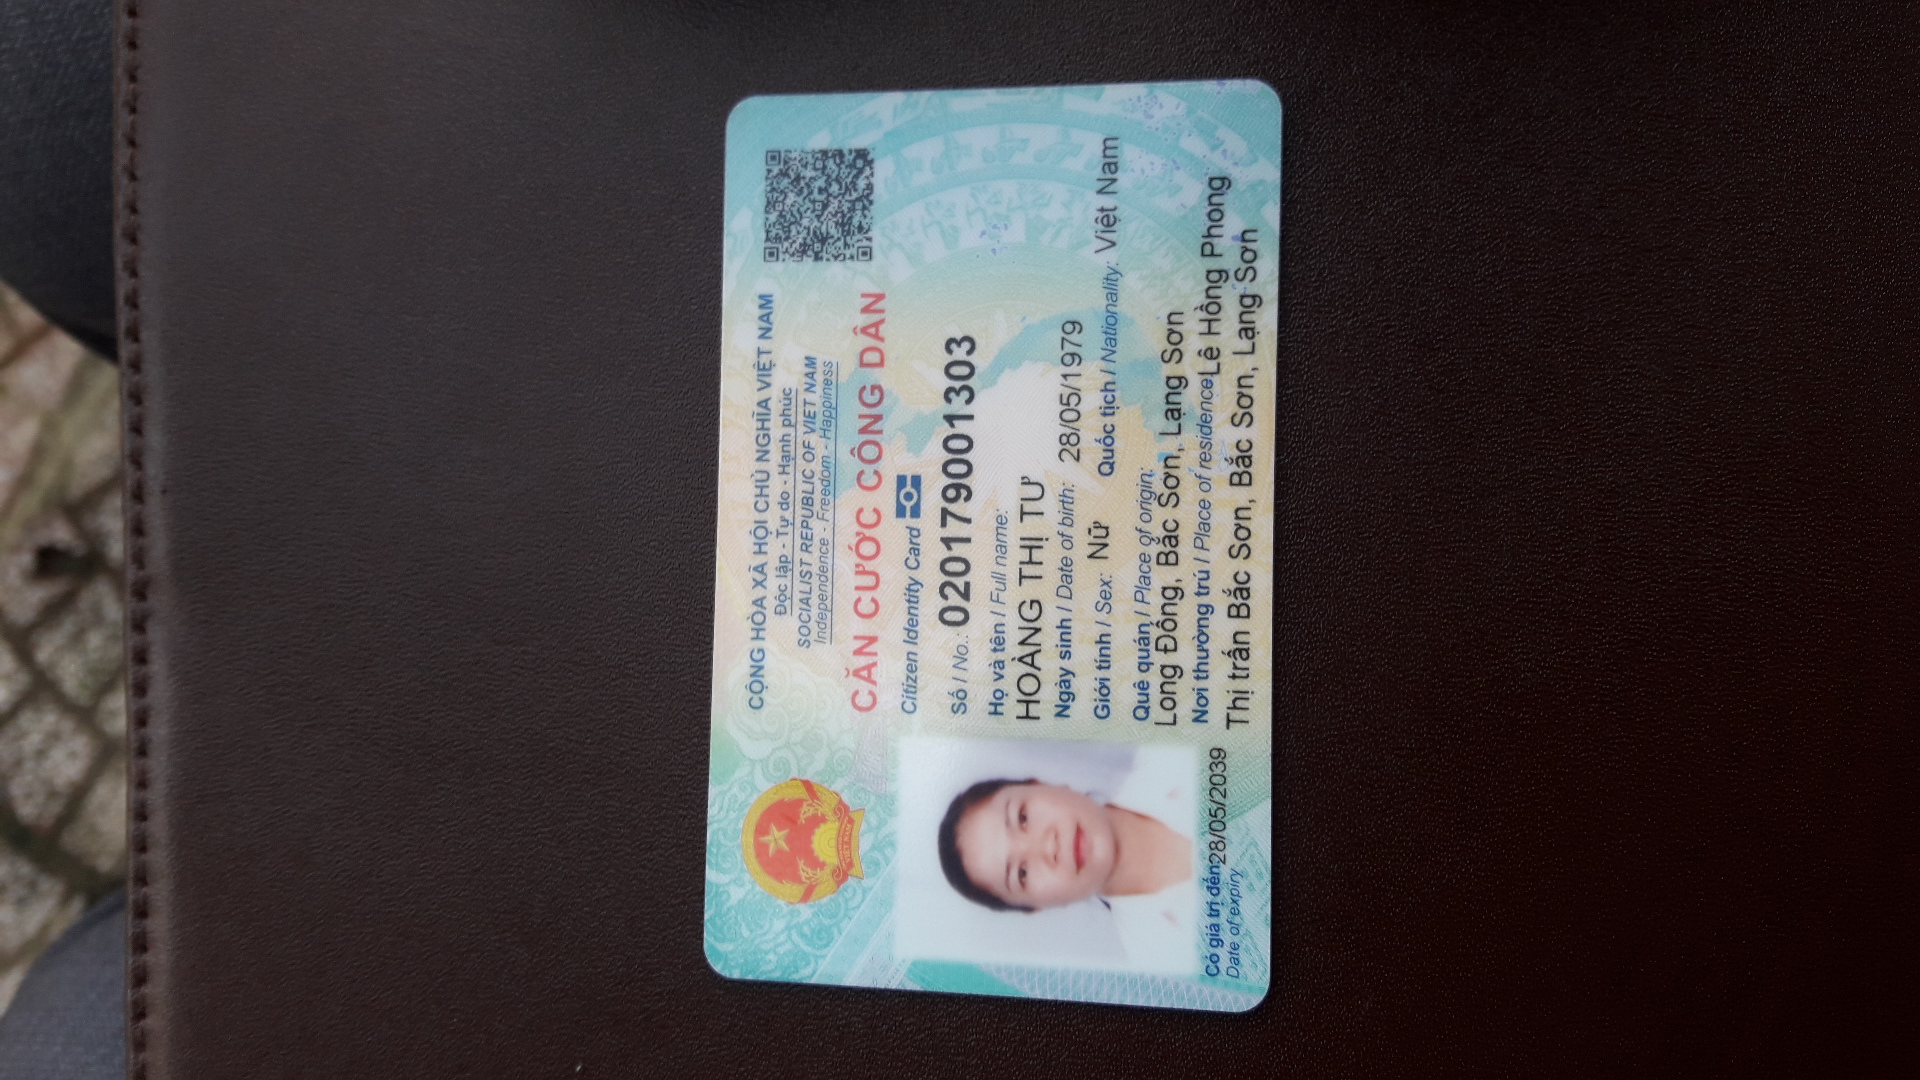 CỘNG HÒA XÃ HỘI CHỦ NGHĨA VIỆT NAM
Độc lập - Tự do - Hạnh phúc
SOCIALIST REPUBLIC OF VIET NAM
Independence - Freedom - Happiness
CĂN CƯỚC CÔNG DÂN
Citizen Identity Card
Số / No.: 020179001303
Họ và tên / Full name:
HOÀNG THỊ TƯ
Ngày sinh / Date of birth: 28/05/1979
Giới tính / Sex: Nữ Quốc tịch / Nationality: Việt Nam
Quê quán / Place of origin:
Long Đống, Bắc Sơn, Lạng Sơn
Nơi thường trú / Place of residence Lê Hồng Phong
Thị trấn Bắc Sơn, Bắc Sơn, Lạng Sơn
Có giá trị đến: 28/05/2039
Date of expiry
VIỆT NAM